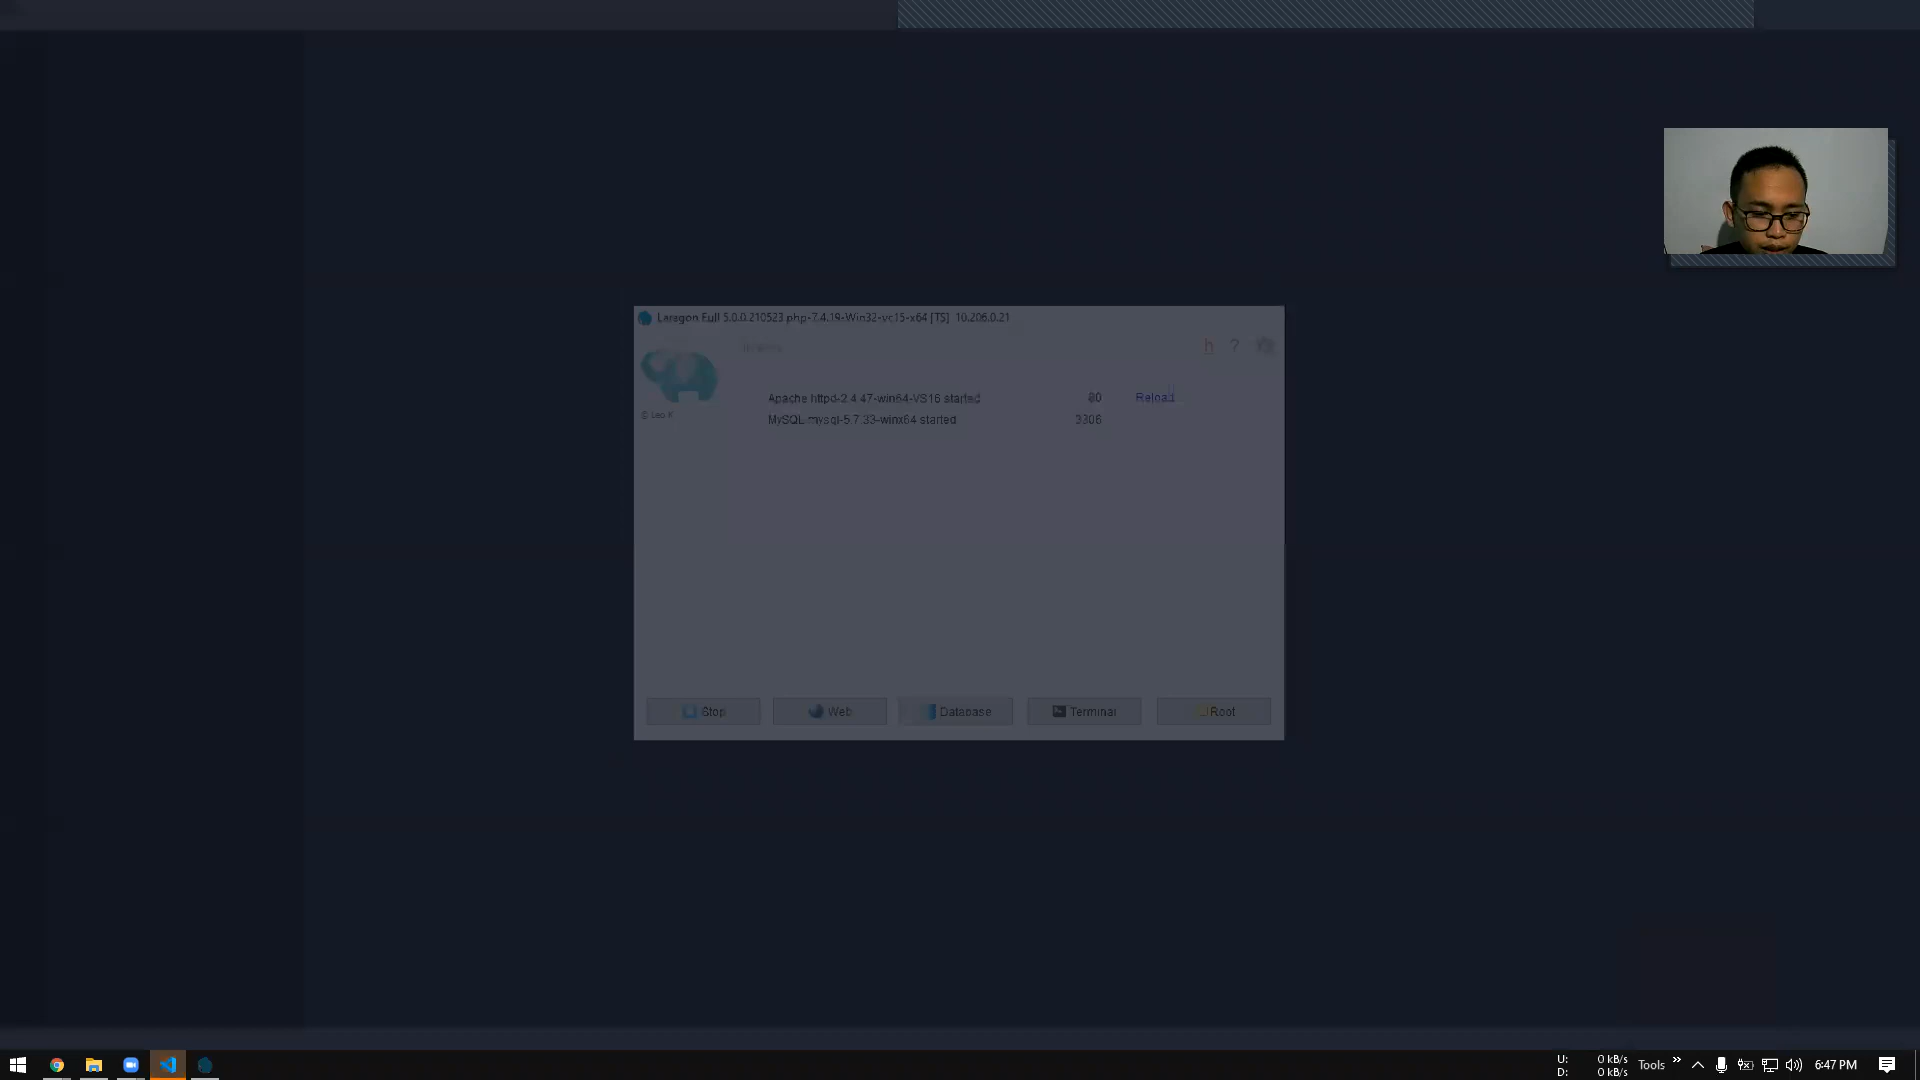 Laragon Full 5.0.0.210523 php-7.4.19-Win32-vc15-x64 [TS] 10.206.0.21
h ?
Apache httpd-2.4.47-win64-VS16 started 80 Reload
© Leo K
MySQL mysql-5.7.33-winx64 started 3306
Stop Web Database Terminal Root
U: 0 kB/s
D: 0 kB/s
Tools
6:47 PM